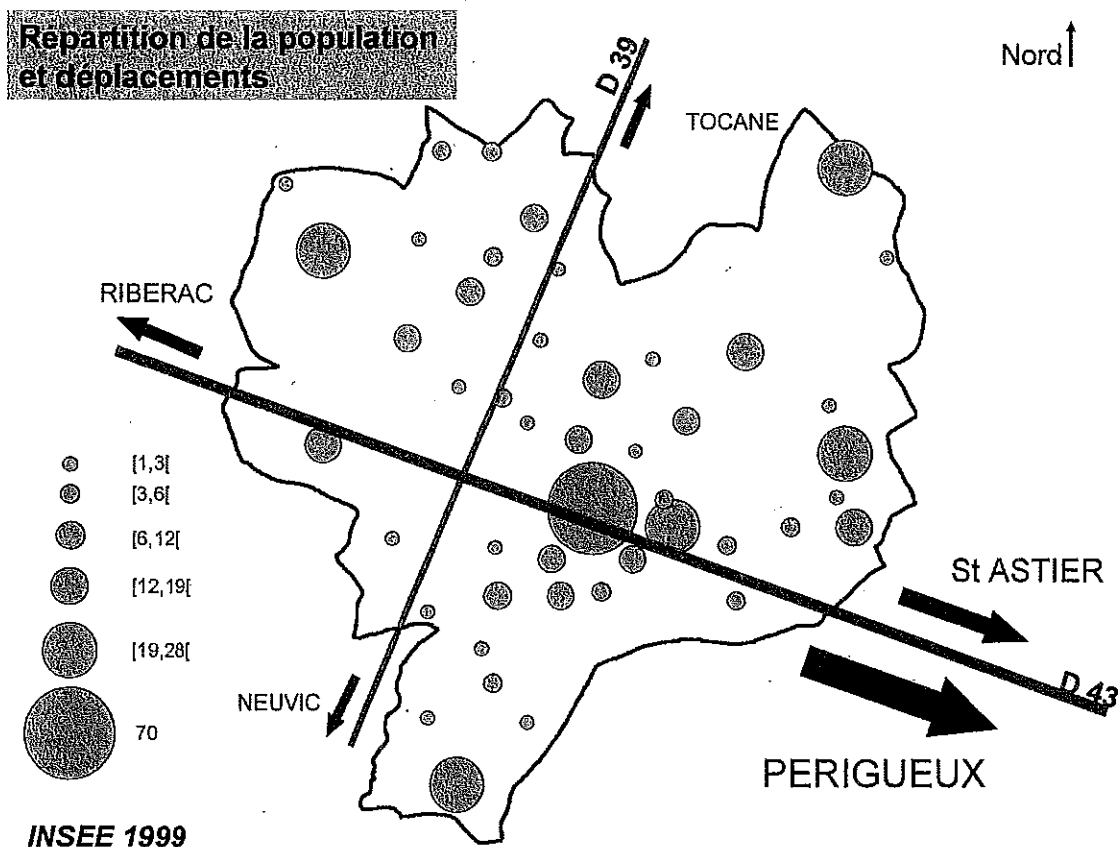 Répartition de la population
et déplacements
Nord
D 39
TOCANE
RIBERAC
[1,3[
[3,6[
[6,12[
[12,19[
[19,28[
70
St ASTIER
D 43
NEUVIC
PERIGUEUX
INSEE 1999